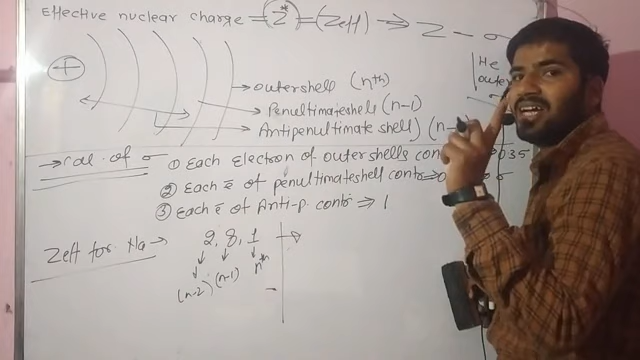 Effective nuclear charge = Z* = (Zeff) ⇒ Z - σ
+
He
outer
→ outershell (nth)
→ Penultimateshell (n-1)
→ Antipenultimate shell) (n-
→ cal. of σ ① Each Electron of outershells con 0.35
② Each ē of penultimateshell contr
③ Each ē of Anti-p. contr ⇒ 1
Zeff for Na → 2, 8, 1
(n-2) (n-1) nth